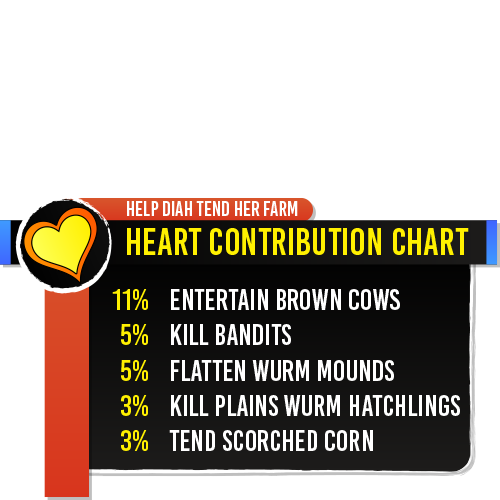 HELP DIAH TEND HER FARM
HEART CONTRIBUTION CHART
11% ENTERTAIN BROWN COWS
5% KILL BANDITS
5% FLATTEN WURM MOUNDS
3% KILL PLAINS WURM HATCHLINGS
3% TEND SCORCHED CORN